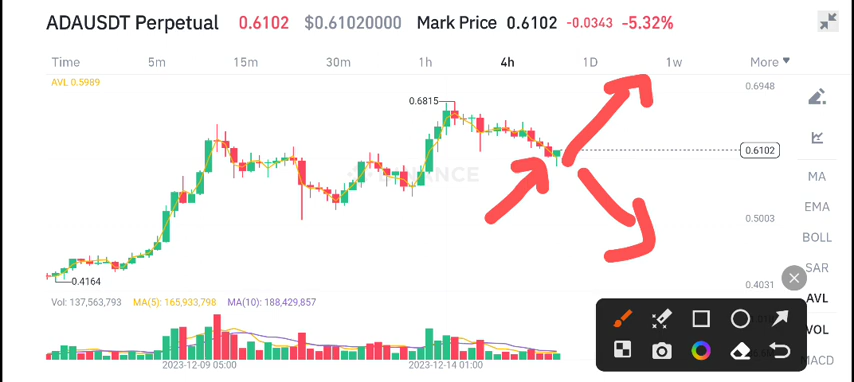 ADAUSDT Perpetual 0.6102 $0.61020000 Mark Price 0.6102 -0.0343 -5.32%
Time 5m 15m 30m 1h 4h 1D 1w More
AVL 0.5989
0.6948
0.6815
0.6102
BINANCE
MA
EMA
0.5003
BOLL
SAR
0.4031
0.4164
AVL
Vol: 137,563,793 MA(5): 165,933,798 MA(10): 188,429,857
VOL
MACD
2023-12-09 05:00 2023-12-14 01:00